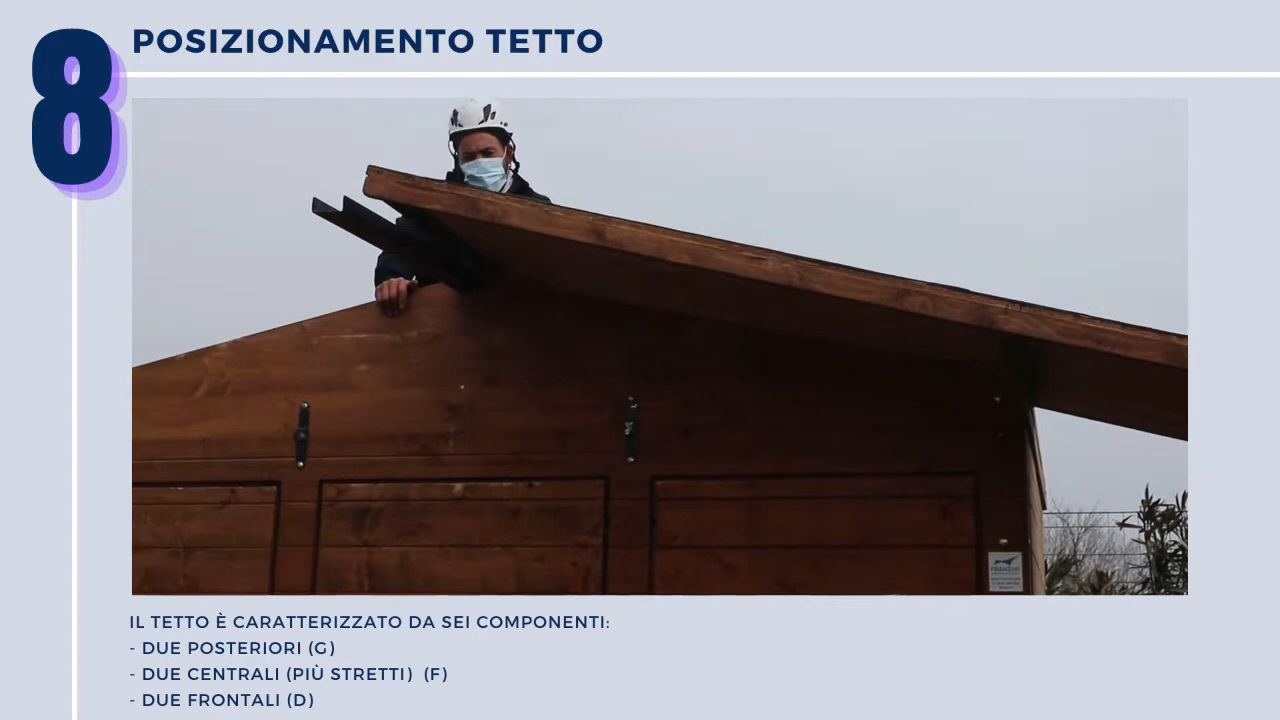 8
POSIZIONAMENTO TETTO
IL TETTO È CARATTERIZZATO DA SEI COMPONENTI:
- DUE POSTERIORI (G)
- DUE CENTRALI (PIÙ STRETTI) (F)
- DUE FRONTALI (D)